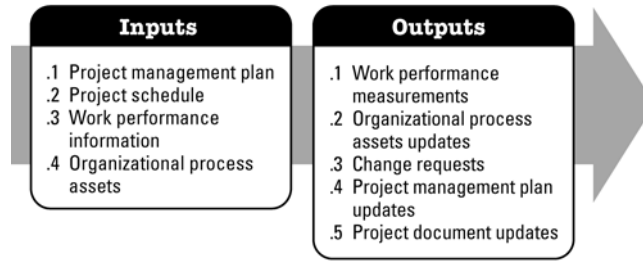 Inputs
.1 Project management plan
.2 Project schedule
.3 Work performance
information
.4 Organizational process
assets
Outputs
.1 Work performance
measurements
.2 Organizational process
assets updates
.3 Change requests
.4 Project management plan
updates
.5 Project document updates